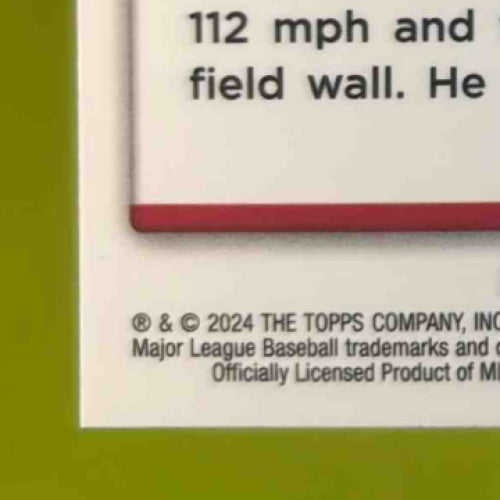 112 mph and
field wall. He
® & © 2024 THE TOPPS COMPANY, INC
Major League Baseball trademarks and
Officially Licensed Product of